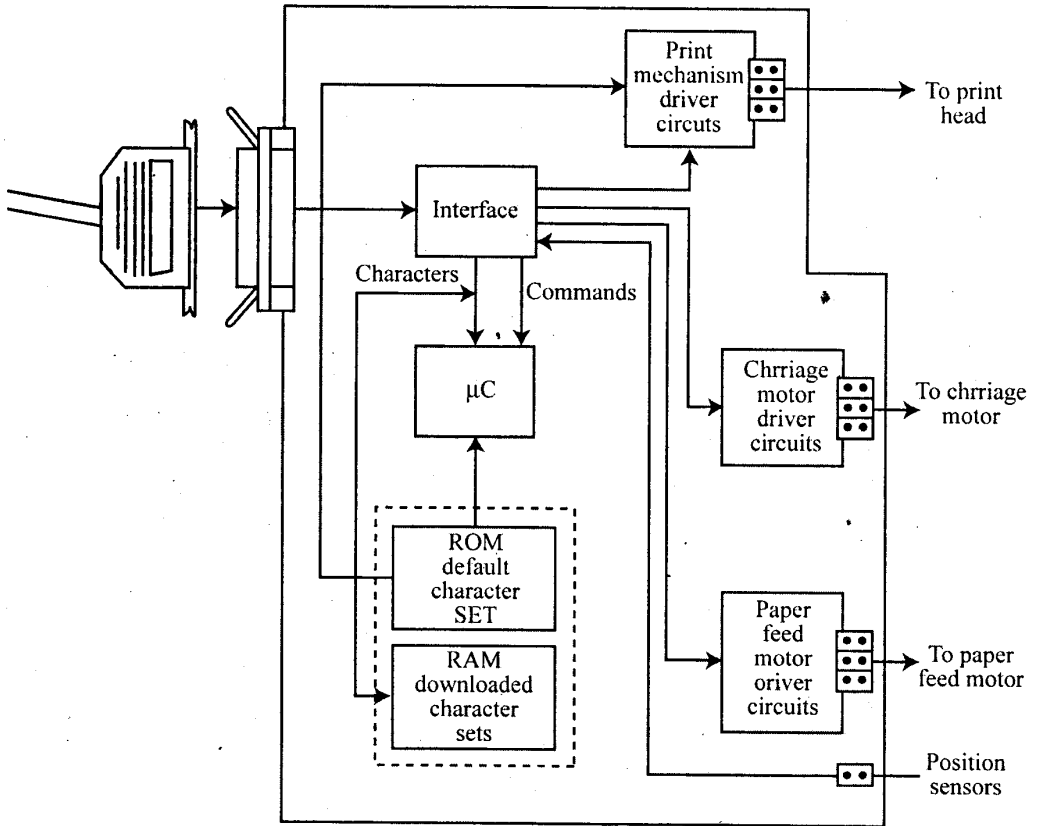 Print
mechanism
driver
circuts
To print
head
Interface
Characters
Commands
μC
Chrriage
motor
driver
circuits
To chrriage
motor
ROM
default
character
SET
RAM
downloaded
character
sets
Paper
feed
motor
oriver
circuits
To paper
feed motor
Position
sensors